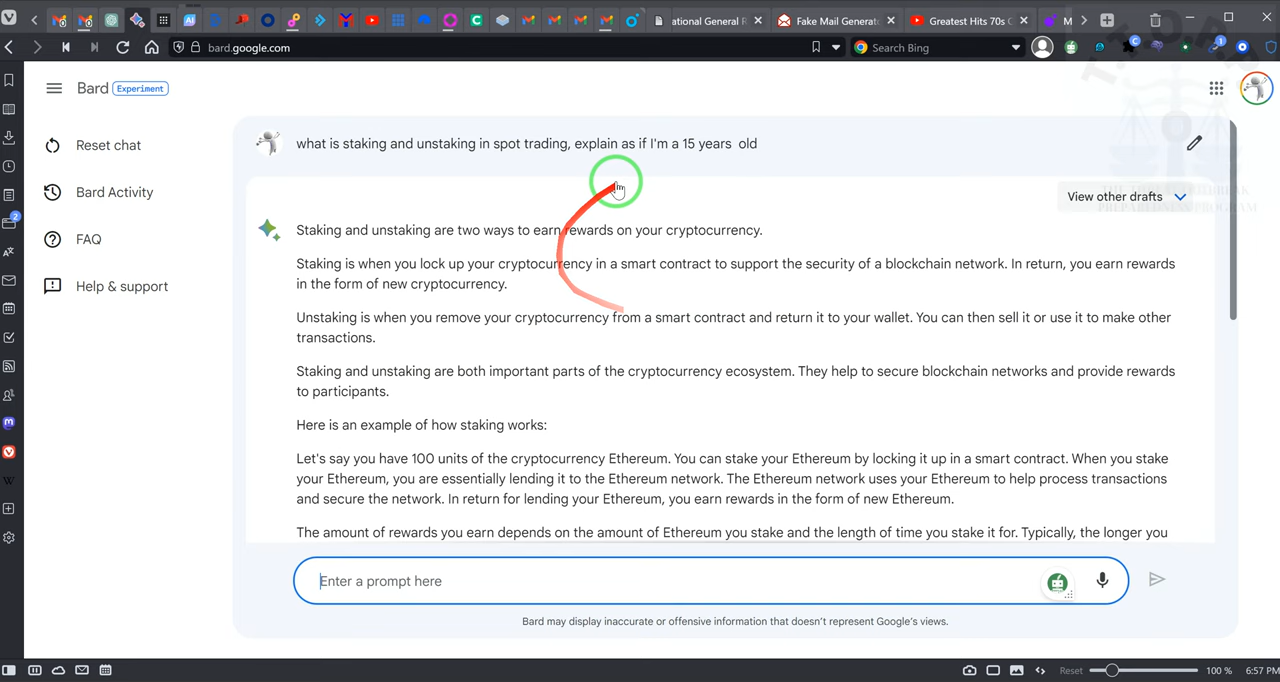 ational General R
Fake Mail Generat
Greatest Hits 70s
M
bard.google.com
Search Bing
T.H.O.R.P
Bard Experiment
Reset chat
Bard Activity
FAQ
Help & support
what is staking and unstaking in spot trading, explain as if I'm a 15 years old
View other drafts
Staking and unstaking are two ways to earn rewards on your cryptocurrency.
Staking is when you lock up your cryptocurrency in a smart contract to support the security of a blockchain network. In return, you earn rewards
in the form of new cryptocurrency.
Unstaking is when you remove your cryptocurrency from a smart contract and return it to your wallet. You can then sell it or use it to make other
transactions.
Staking and unstaking are both important parts of the cryptocurrency ecosystem. They help to secure blockchain networks and provide rewards
to participants.
Here is an example of how staking works:
Let's say you have 100 units of the cryptocurrency Ethereum. You can stake your Ethereum by locking it up in a smart contract. When you stake
your Ethereum, you are essentially lending it to the Ethereum network. The Ethereum network uses your Ethereum to help process transactions
and secure the network. In return for lending your Ethereum, you earn rewards in the form of new Ethereum.
The amount of rewards you earn depends on the amount of Ethereum you stake and the length of time you stake it for. Typically, the longer you
Enter a prompt here
Bard may display inaccurate or offensive information that doesn't represent Google's views.
Reset
100 %
6:57 PM